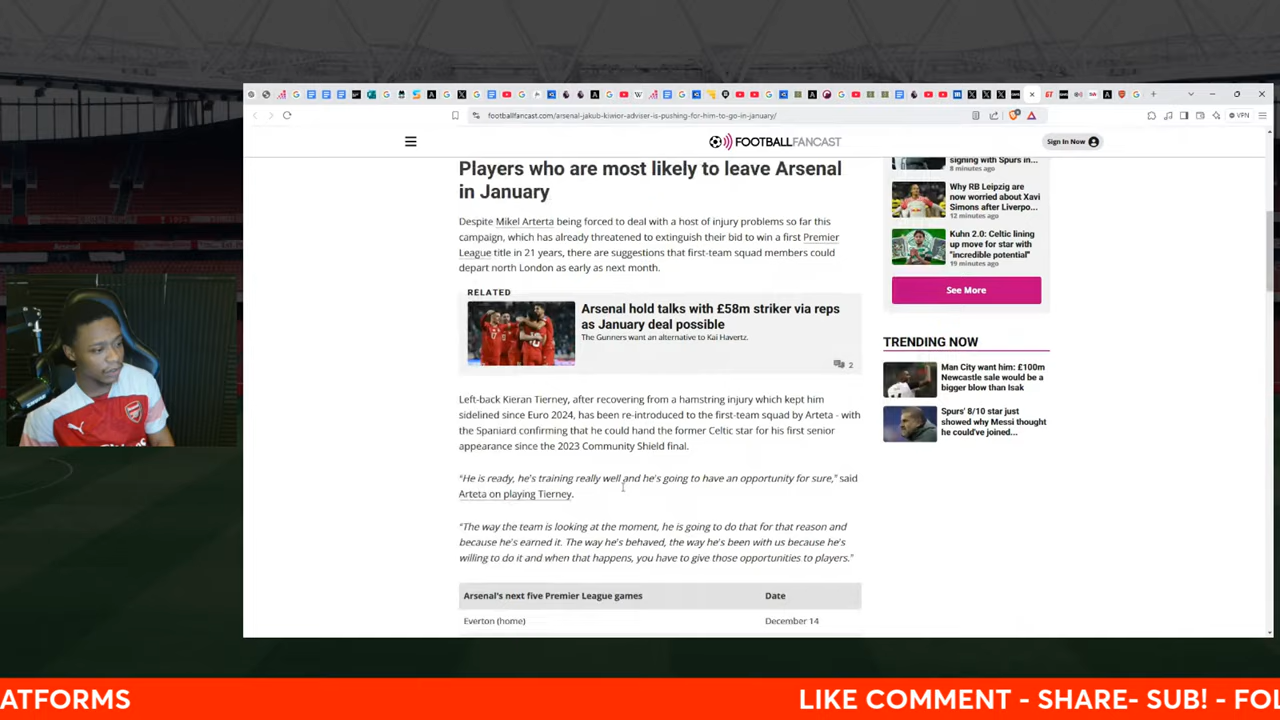 VPN
footballfancast.com/arsenal-jakub-kiwior-adviser-is-pushing-for-him-to-go-in-january/
FOOTBALLFANCAST
Sign In Now
Players who are most likely to leave Arsenal
in January
Despite Mikel Arterta being forced to deal with a host of injury problems so far this
campaign, which has already threatened to extinguish their bid to win a first Premier
League title in 21 years, there are suggestions that first-team squad members could
depart north London as early as next month.
RELATED
Arsenal hold talks with £58m striker via reps
as January deal possible
The Gunners want an alternative to Kai Havertz.
2
Left-back Kieran Tierney, after recovering from a hamstring injury which kept him
sidelined since Euro 2024, has been re-introduced to the first-team squad by Arteta - with
the Spaniard confirming that he could hand the former Celtic star for his first senior
appearance since the 2023 Community Shield final.
"He is ready, he's training really well and he's going to have an opportunity for sure," said
Arteta on playing Tierney.
"The way the team is looking at the moment, he is going to do that for that reason and
because he's earned it. The way he's behaved, the way he's been with us because he's
willing to do it and when that happens, you have to give those opportunities to players."
Arsenal's next five Premier League games Date
Everton (home) December 14
signing with Spurs in...
8 minutes ago
Why RB Leipzig are
now worried about Xavi
Simons after Liverpo...
12 minutes ago
Kuhn 2.0: Celtic lining
up move for star with
"incredible potential"
19 minutes ago
See More
TRENDING NOW
Man City want him: £100m
Newcastle sale would be a
bigger blow than Isak
Spurs' 8/10 star just
showed why Messi thought
he could've joined...
ATFORMS LIKE COMMENT - SHARE- SUB! - FOL